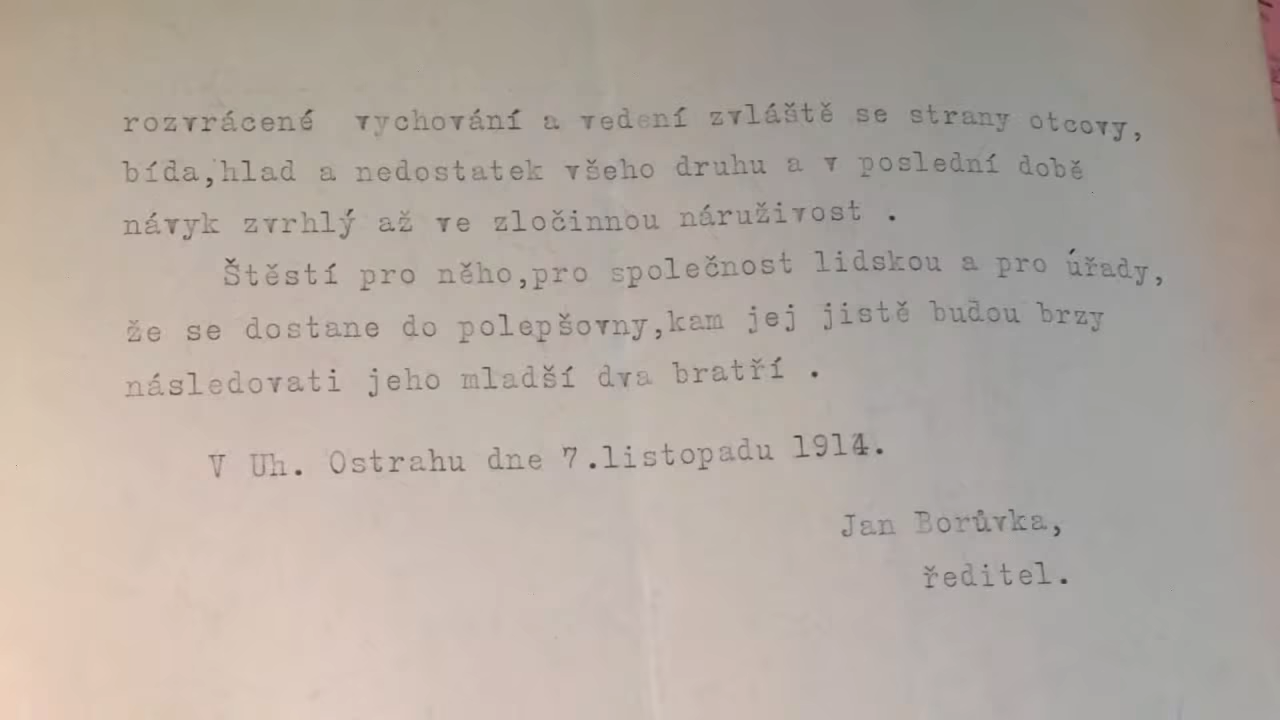 rozvrácené vychování a vedení zvláště se strany otcovy,
bída,hlad a nedostatek všeho druhu a v poslední době
návyk zvrhlý až ve zločinnou náruživost .
Štěstí pro něho,pro společnost lidskou a pro úřady,
že se dostane do polepšovny,kam jej jistě budou brzy
následovati jeho mladší dva bratří .
V Uh. Ostrahu dne 7.listopadu 1914.
Jan Borůvka,
ředitel.